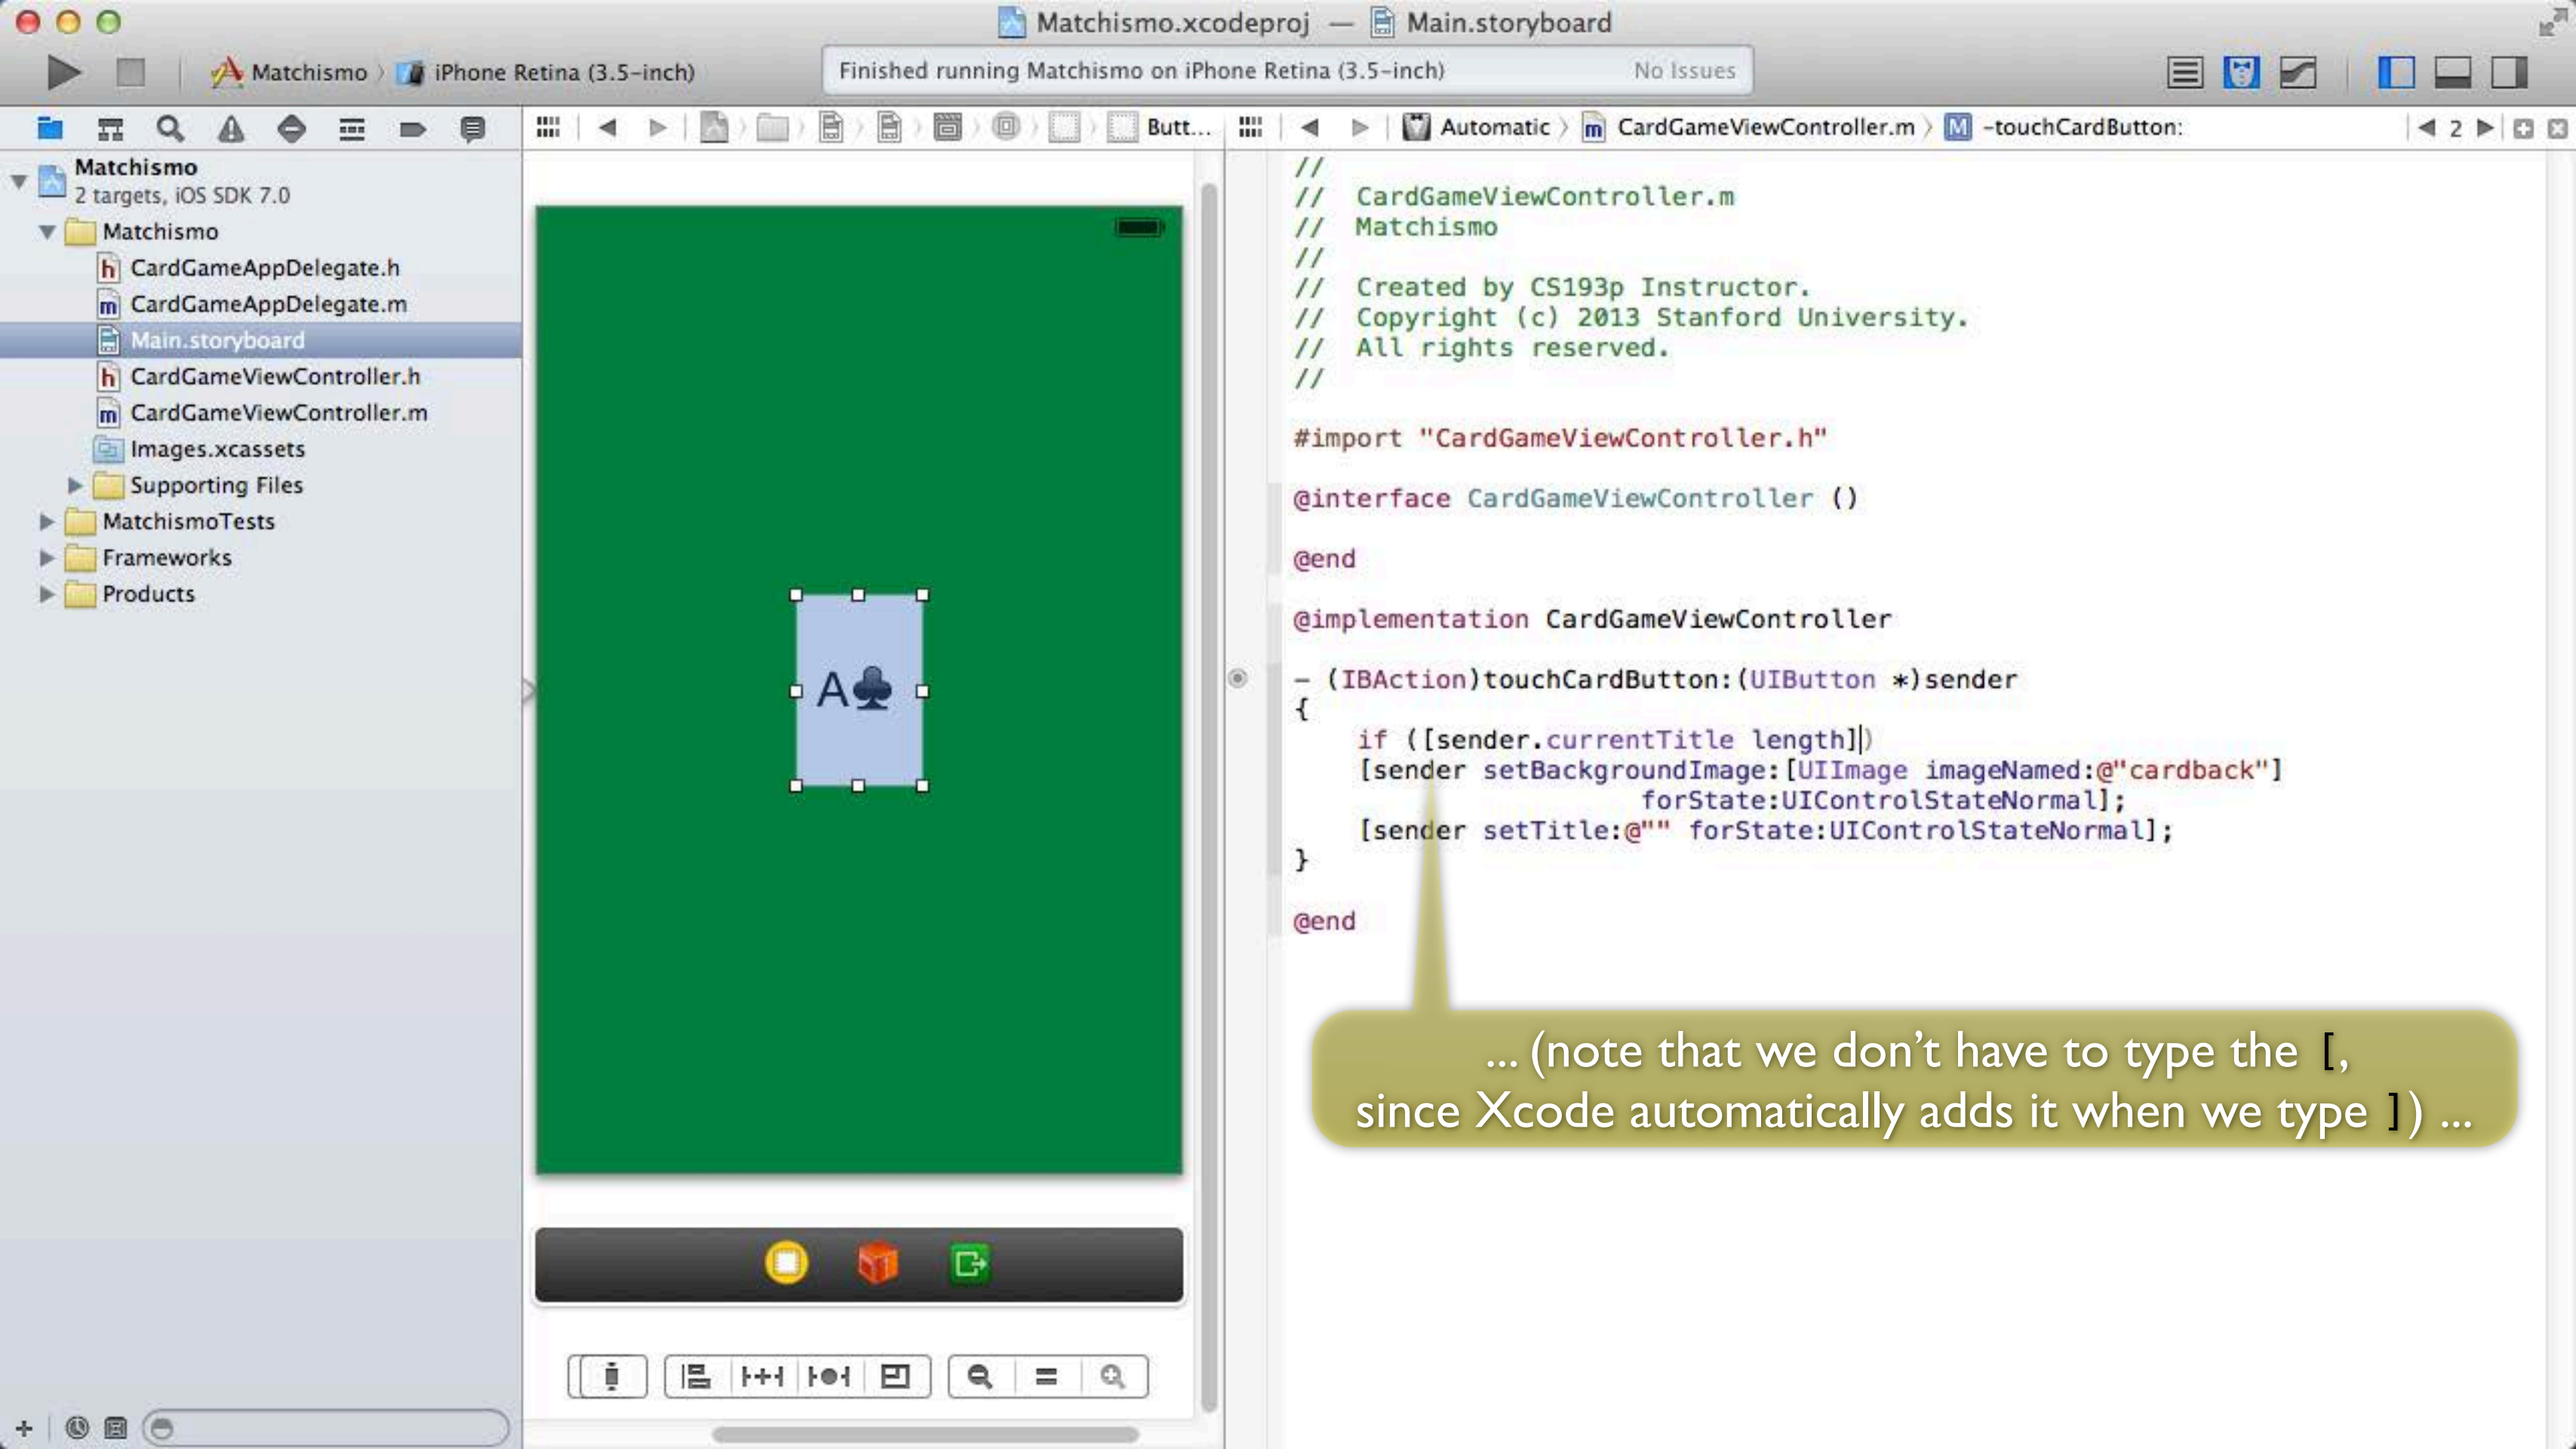 Matchismo.xcodeproj — Main.storyboard
Matchismo
iPhone Retina (3.5-inch)
Finished running Matchismo on iPhone Retina (3.5-inch)
No Issues
Butt...
Automatic
CardGameViewController.m
M
-touchCardButton:
2
Matchismo
2 targets, iOS SDK 7.0
Matchismo
h CardGameAppDelegate.h
m CardGameAppDelegate.m
Main.storyboard
h CardGameViewController.h
m CardGameViewController.m
Images.xcassets
Supporting Files
MatchismoTests
Frameworks
Products
A♣
//
//  CardGameViewController.m
//  Matchismo
//
//  Created by CS193p Instructor.
//  Copyright (c) 2013 Stanford University.
//  All rights reserved.
//
#import "CardGameViewController.h"
@interface CardGameViewController ()
@end
@implementation CardGameViewController
- (IBAction)touchCardButton:(UIButton *)sender
{
    if ([sender.currentTitle length])
    [sender setBackgroundImage:[UIImage imageNamed:@"cardback"]
                      forState:UIControlStateNormal];
    [sender setTitle:@"" forState:UIControlStateNormal];
}
@end
... (note that we don’t have to type the [,
since Xcode automatically adds it when we type ]) ...